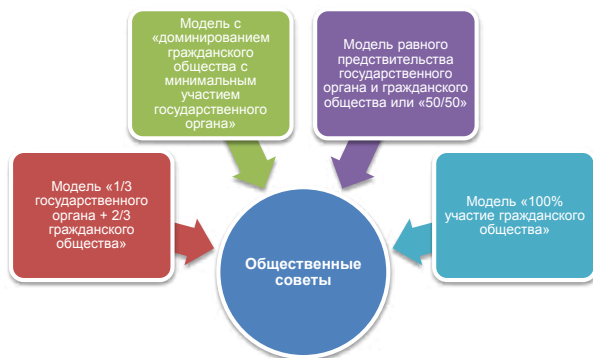 Модель с
«доминированием
гражданского
общества с
минимальным
участием
государственного
органа»
Модель равного
предствительства
государственного
органа и гражданского
общества или «50/50»
Модель «1/3
государственного
органа + 2/3
гражданского
общества»
Модель «100%
участие гражданского
общества»
Общественные
советы